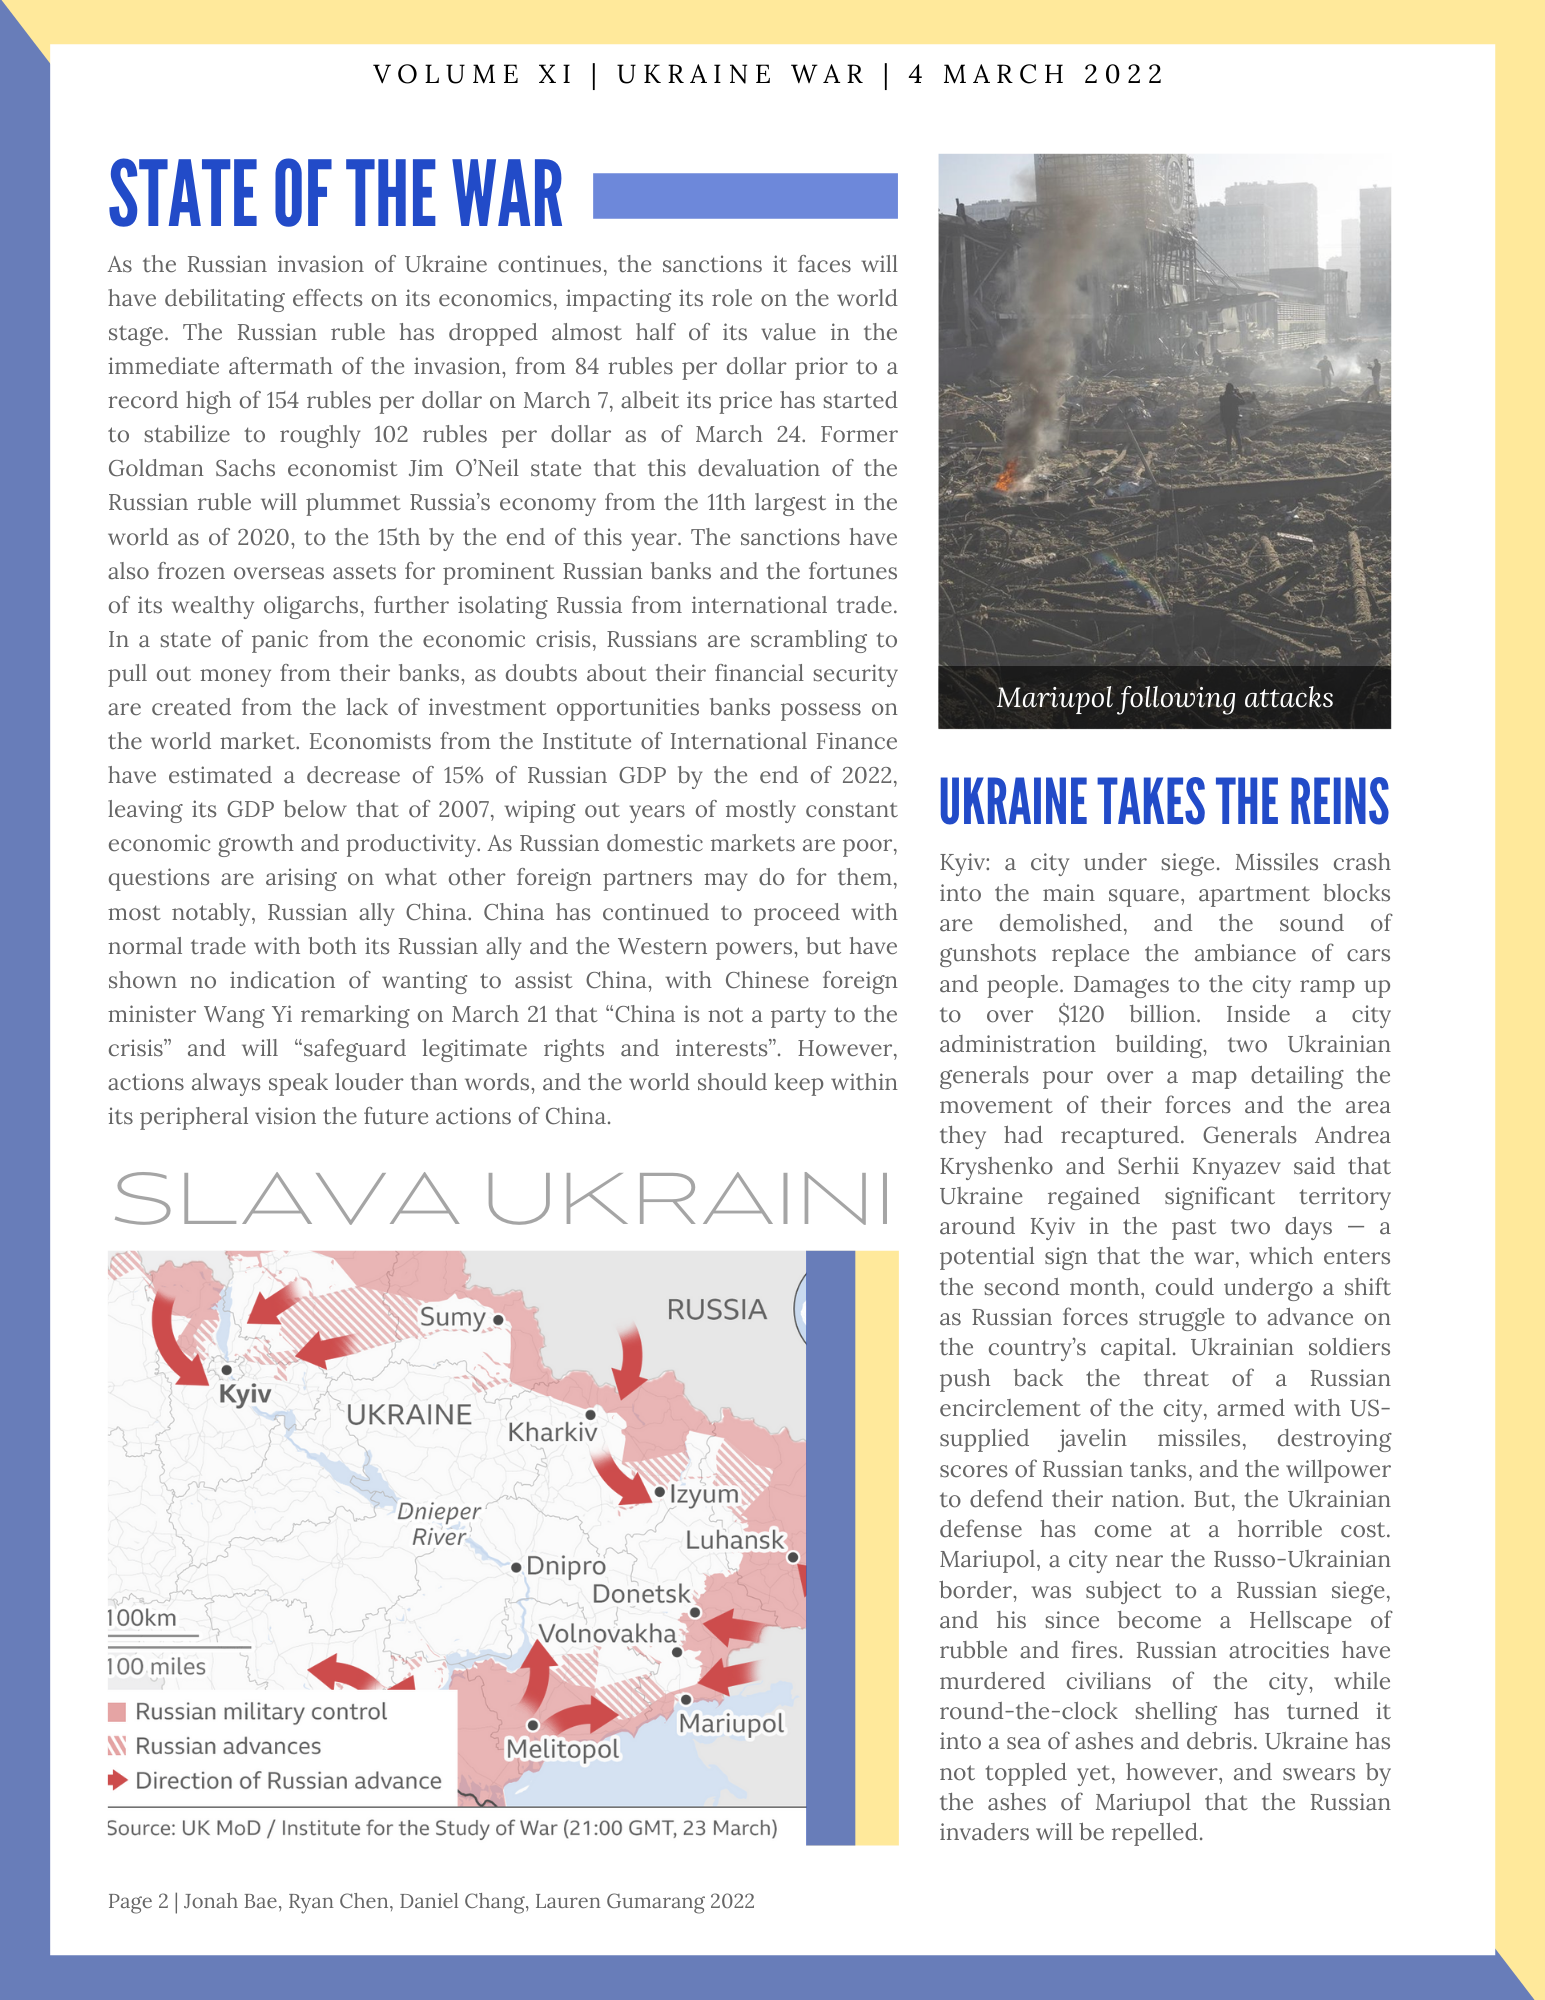 VOLUME XI | UKRAINE WAR | 4 MARCH 2022
STATE OF THE WAR
As the Russian invasion of Ukraine continues, the sanctions it faces will
have debilitating effects on its economics, impacting its role on the world
stage. The Russian ruble has dropped almost half of its value in the
immediate aftermath of the invasion, from 84 rubles per dollar prior to a
record high of 154 rubles per dollar on March 7, albeit its price has started
to stabilize to roughly 102 rubles per dollar as of March 24. Former
Goldman Sachs economist Jim O’Neil state that this devaluation of the
Russian ruble will plummet Russia’s economy from the 11th largest in the
world as of 2020, to the 15th by the end of this year. The sanctions have
also frozen overseas assets for prominent Russian banks and the fortunes
of its wealthy oligarchs, further isolating Russia from international trade.
In a state of panic from the economic crisis, Russians are scrambling to
pull out money from their banks, as doubts about their financial security
are created from the lack of investment opportunities banks possess on
the world market. Economists from the Institute of International Finance
have estimated a decrease of 15% of Russian GDP by the end of 2022,
leaving its GDP below that of 2007, wiping out years of mostly constant
economic growth and productivity. As Russian domestic markets are poor,
questions are arising on what other foreign partners may do for them,
most notably, Russian ally China. China has continued to proceed with
normal trade with both its Russian ally and the Western powers, but have
shown no indication of wanting to assist China, with Chinese foreign
minister Wang Yi remarking on March 21 that “China is not a party to the
crisis” and will “safeguard legitimate rights and interests”. However,
actions always speak louder than words, and the world should keep within
its peripheral vision the future actions of China.
SLAVA UKRAINI
Sumy
RUSSIA
Kyiv
UKRAINE
Kharkiv
Izyum
Dnieper
River
Luhansk
Dnipro
Donetsk
100km
Volnovakha
100 miles
Russian military control
Mariupol
Russian advances
Melitopol
Direction of Russian advance
Source: UK MoD / Institute for the Study of War (21:00 GMT, 23 March)
Mariupol following attacks
UKRAINE TAKES THE REINS
Kyiv: a city under siege. Missiles crash
into the main square, apartment blocks
are demolished, and the sound of
gunshots replace the ambiance of cars
and people. Damages to the city ramp up
to over $120 billion. Inside a city
administration building, two Ukrainian
generals pour over a map detailing the
movement of their forces and the area
they had recaptured. Generals Andrea
Kryshenko and Serhii Knyazev said that
Ukraine regained significant territory
around Kyiv in the past two days — a
potential sign that the war, which enters
the second month, could undergo a shift
as Russian forces struggle to advance on
the country’s capital. Ukrainian soldiers
push back the threat of a Russian
encirclement of the city, armed with US-
supplied javelin missiles, destroying
scores of Russian tanks, and the willpower
to defend their nation. But, the Ukrainian
defense has come at a horrible cost.
Mariupol, a city near the Russo-Ukrainian
border, was subject to a Russian siege,
and his since become a Hellscape of
rubble and fires. Russian atrocities have
murdered civilians of the city, while
round-the-clock shelling has turned it
into a sea of ashes and debris. Ukraine has
not toppled yet, however, and swears by
the ashes of Mariupol that the Russian
invaders will be repelled.
Page 2 | Jonah Bae, Ryan Chen, Daniel Chang, Lauren Gumarang 2022